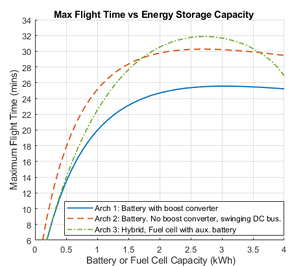 Max Flight Time vs Energy Storage Capacity
Maximum Flight Time (mins)
34
32
30
28
26
24
22
20
18
16
14
12
10
8
6
Arch 1: Battery with boost converter
Arch 2: Battery. No boost converter, swinging DC bus.
Arch 3: Hybrid, Fuel cell with aux. battery
0 0.5 1 1.5 2 2.5 3 3.5 4
Battery or Fuel Cell Capacity (kWh)